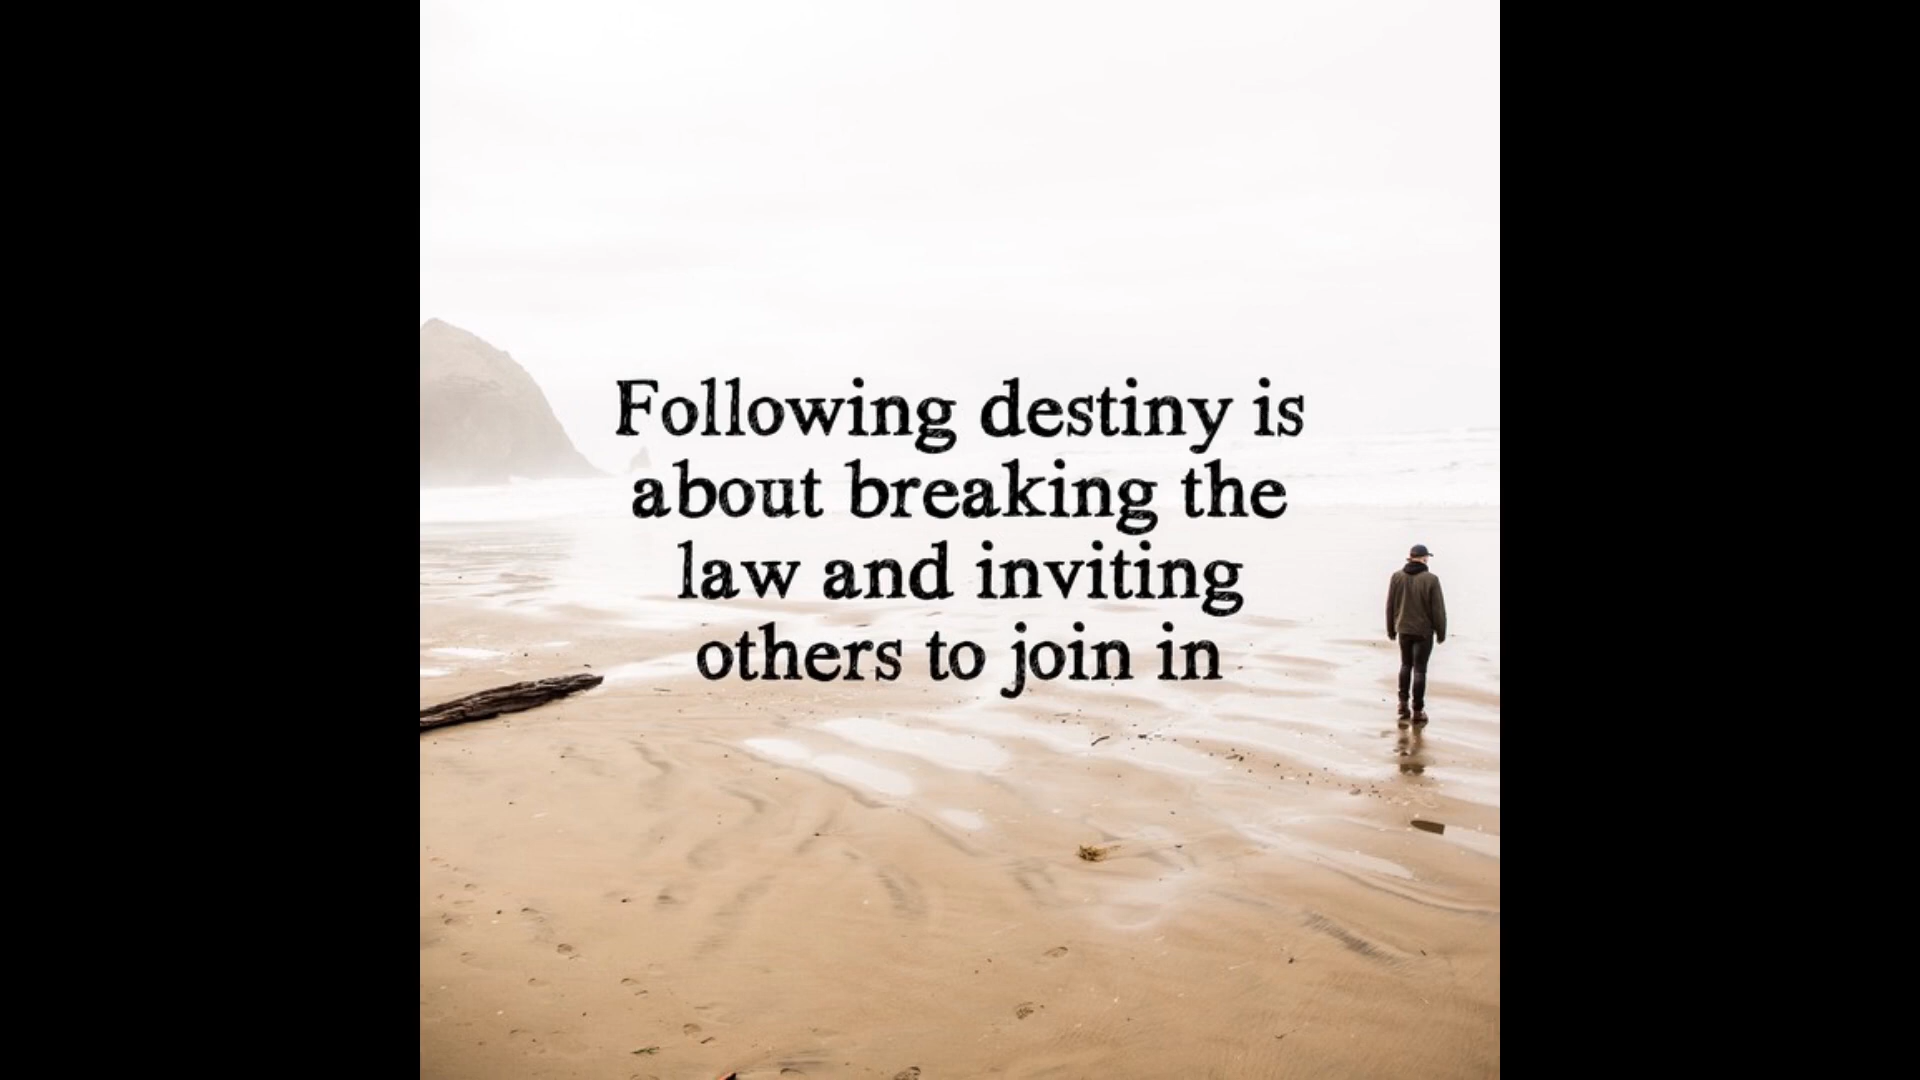 Following destiny is
about breaking the
law and inviting
others to join in